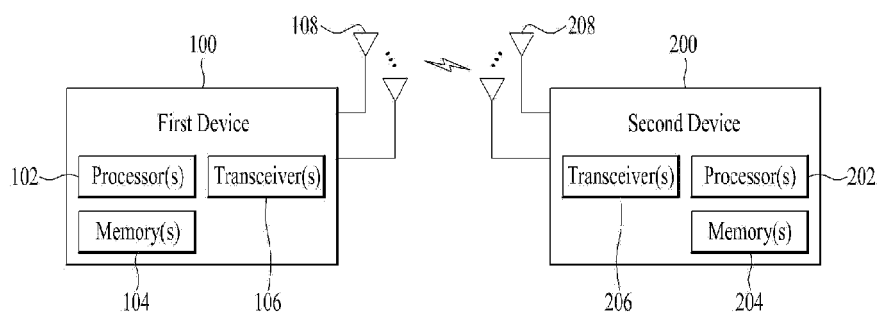 108
208
100
200
First Device
Second Device
102
Processor(s)
Transceiver(s)
Transceiver(s)
Processor(s)
202
Memory(s)
Memory(s)
104
106
206
204